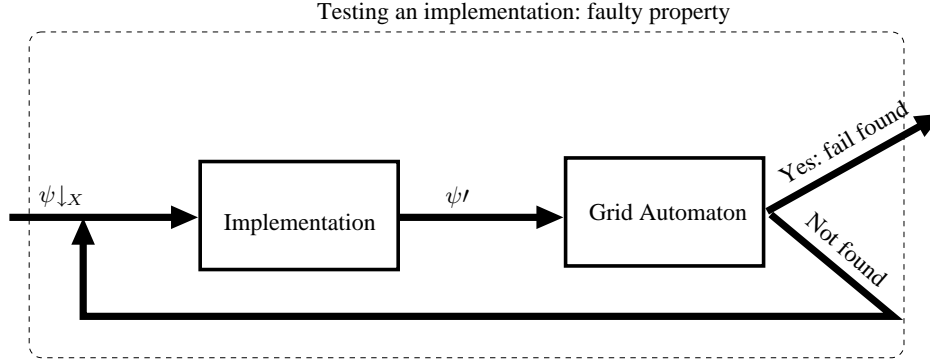 Testing an implementation: faulty property
Yes: fail found
ψ↓X
ψ′
Implementation
Grid Automaton
Not found